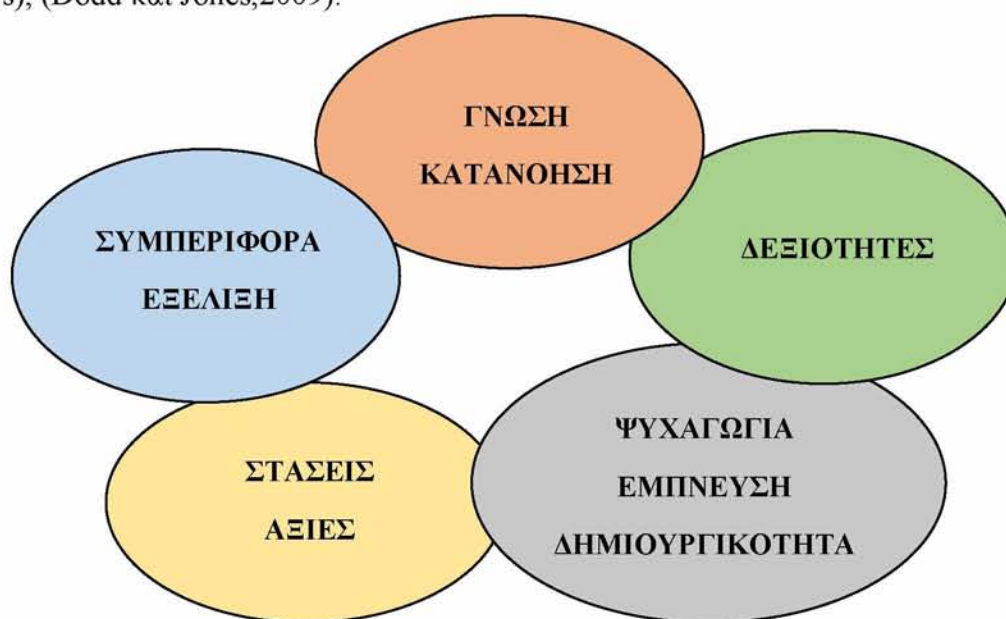 s), (Dodd και Jones,2009).
ΓΝΩΣΗ
ΚΑΤΑΝΟΗΣΗ
ΣΥΜΠΕΡΙΦΟΡΑ
ΕΞΕΛΙΞΗ
ΔΕΞΙΟΤΗΤΕΣ
ΨΥΧΑΓΩΓΙΑ
ΕΜΠΝΕΥΣΗ
ΔΗΜΙΟΥΡΓΙΚΟΤΗΤΑ
ΣΤΑΣΕΙΣ
ΑΞΙΕΣ